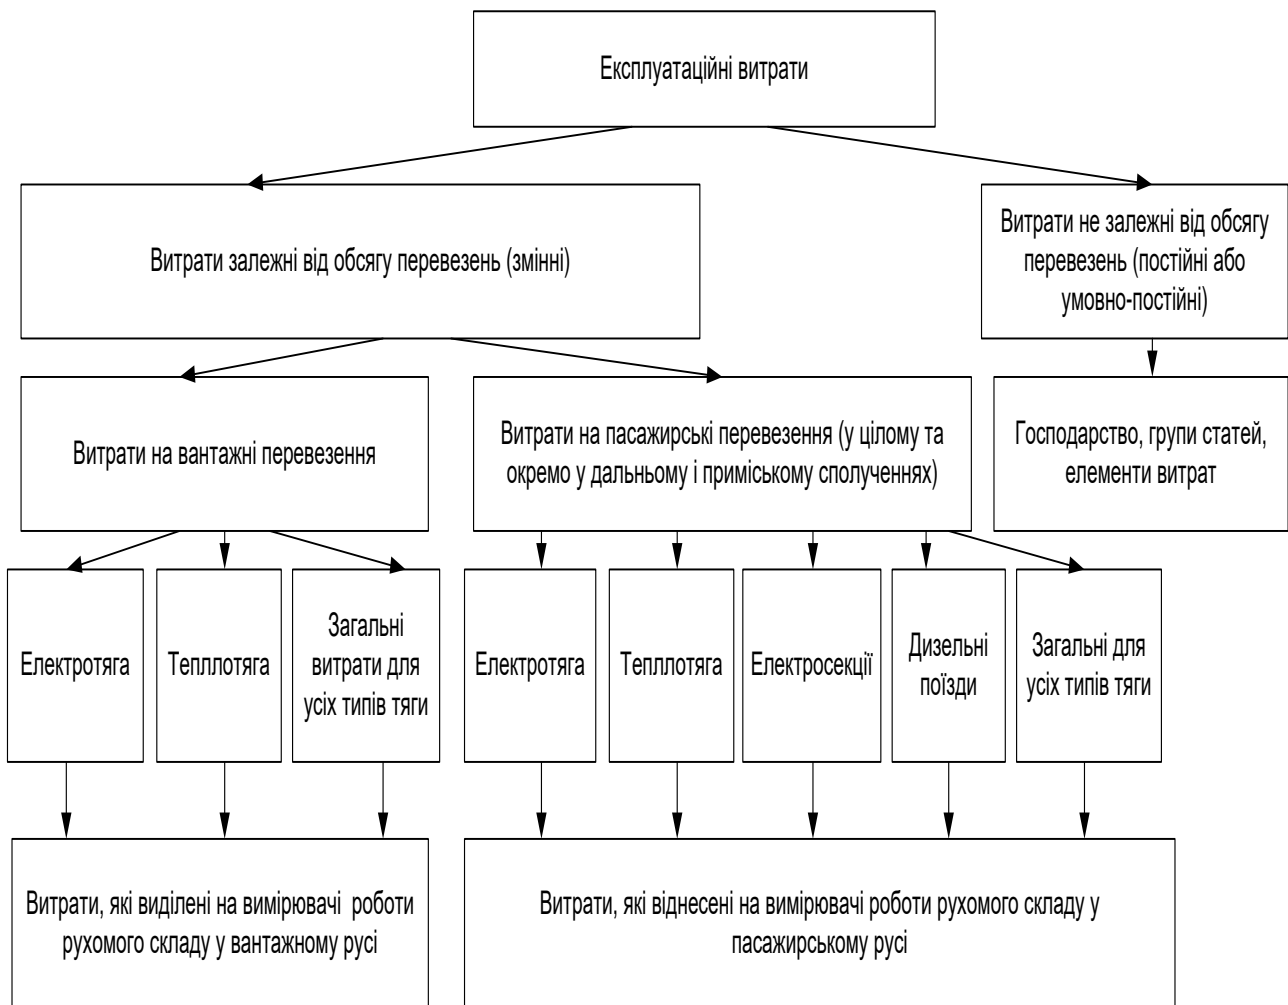 Експлуатаційні витрати
Витрати залежні від обсягу перевезень (змінні)
Витрати не залежні від обсягу
перевезень (постійні або
умовно-постійні)
Витрати на вантажні перевезення
Витрати на пасажирські перевезення (у цілому та
окремо у дальньому і приміському сполученнях)
Господарство, групи статей,
елементи витрат
Електротяга
Тепллотяга
Загальні
витрати для
усіх типів тяги
Електротяга
Тепллотяга
Електросекції
Дизельні
поїзди
Загальні для
усіх типів тяги
Витрати, які виділені на вимірювачі роботи
рухомого складу у вантажному русі
Витрати, які віднесені на вимірювачі роботи рухомого складу у
пасажирському русі